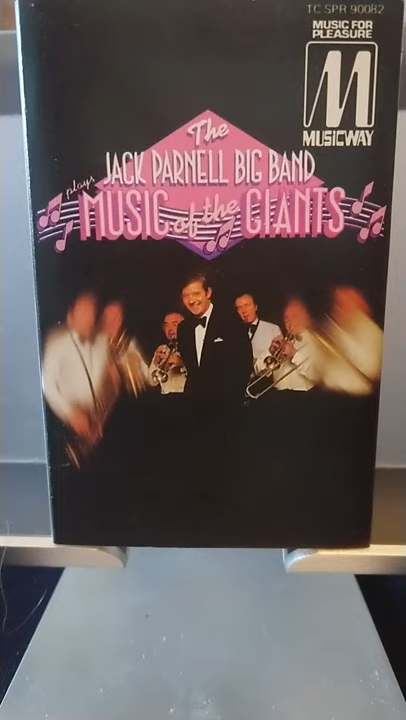 TC SPR 90082
MUSIC FOR
PLEASURE
M
MUSICWAY
The
JACK PARNELL BIG BAND
plays
MUSIC of the GIANTS